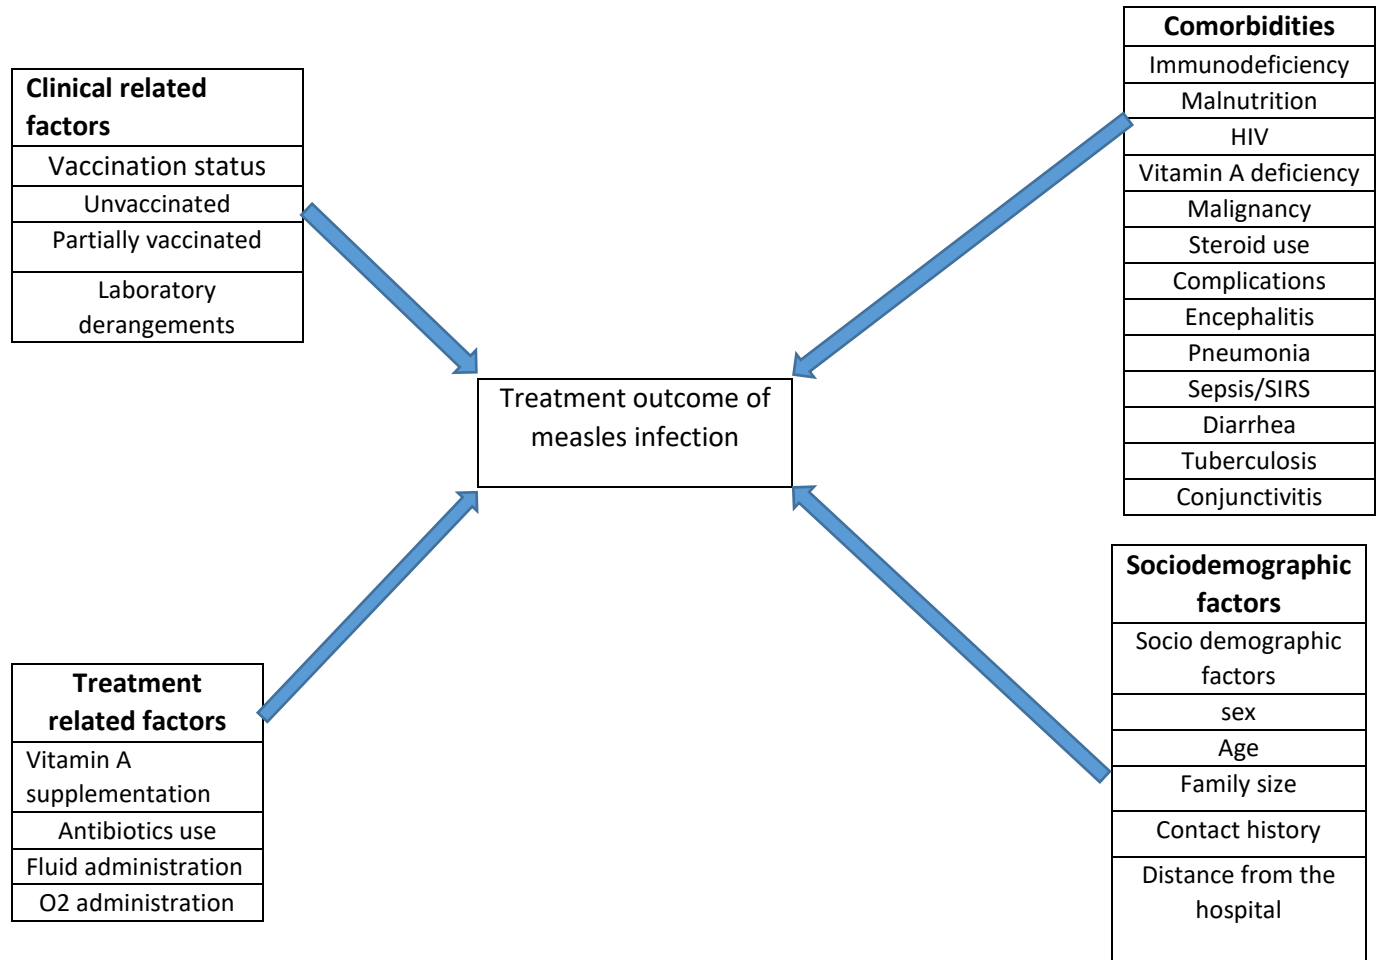 Clinical related
factors
Vaccination status
Unvaccinated
Partially vaccinated
Laboratory
derangements
Comorbidities
Immunodeficiency
Malnutrition
HIV
Vitamin A deficiency
Malignancy
Steroid use
Complications
Encephalitis
Pneumonia
Sepsis/SIRS
Diarrhea
Tuberculosis
Conjunctivitis
Treatment outcome of
measles infection
Treatment
related factors
Vitamin A
supplementation
Antibiotics use
Fluid administration
O2 administration
Sociodemographic
factors
Socio demographic
factors
sex
Age
Family size
Contact history
Distance from the
hospital